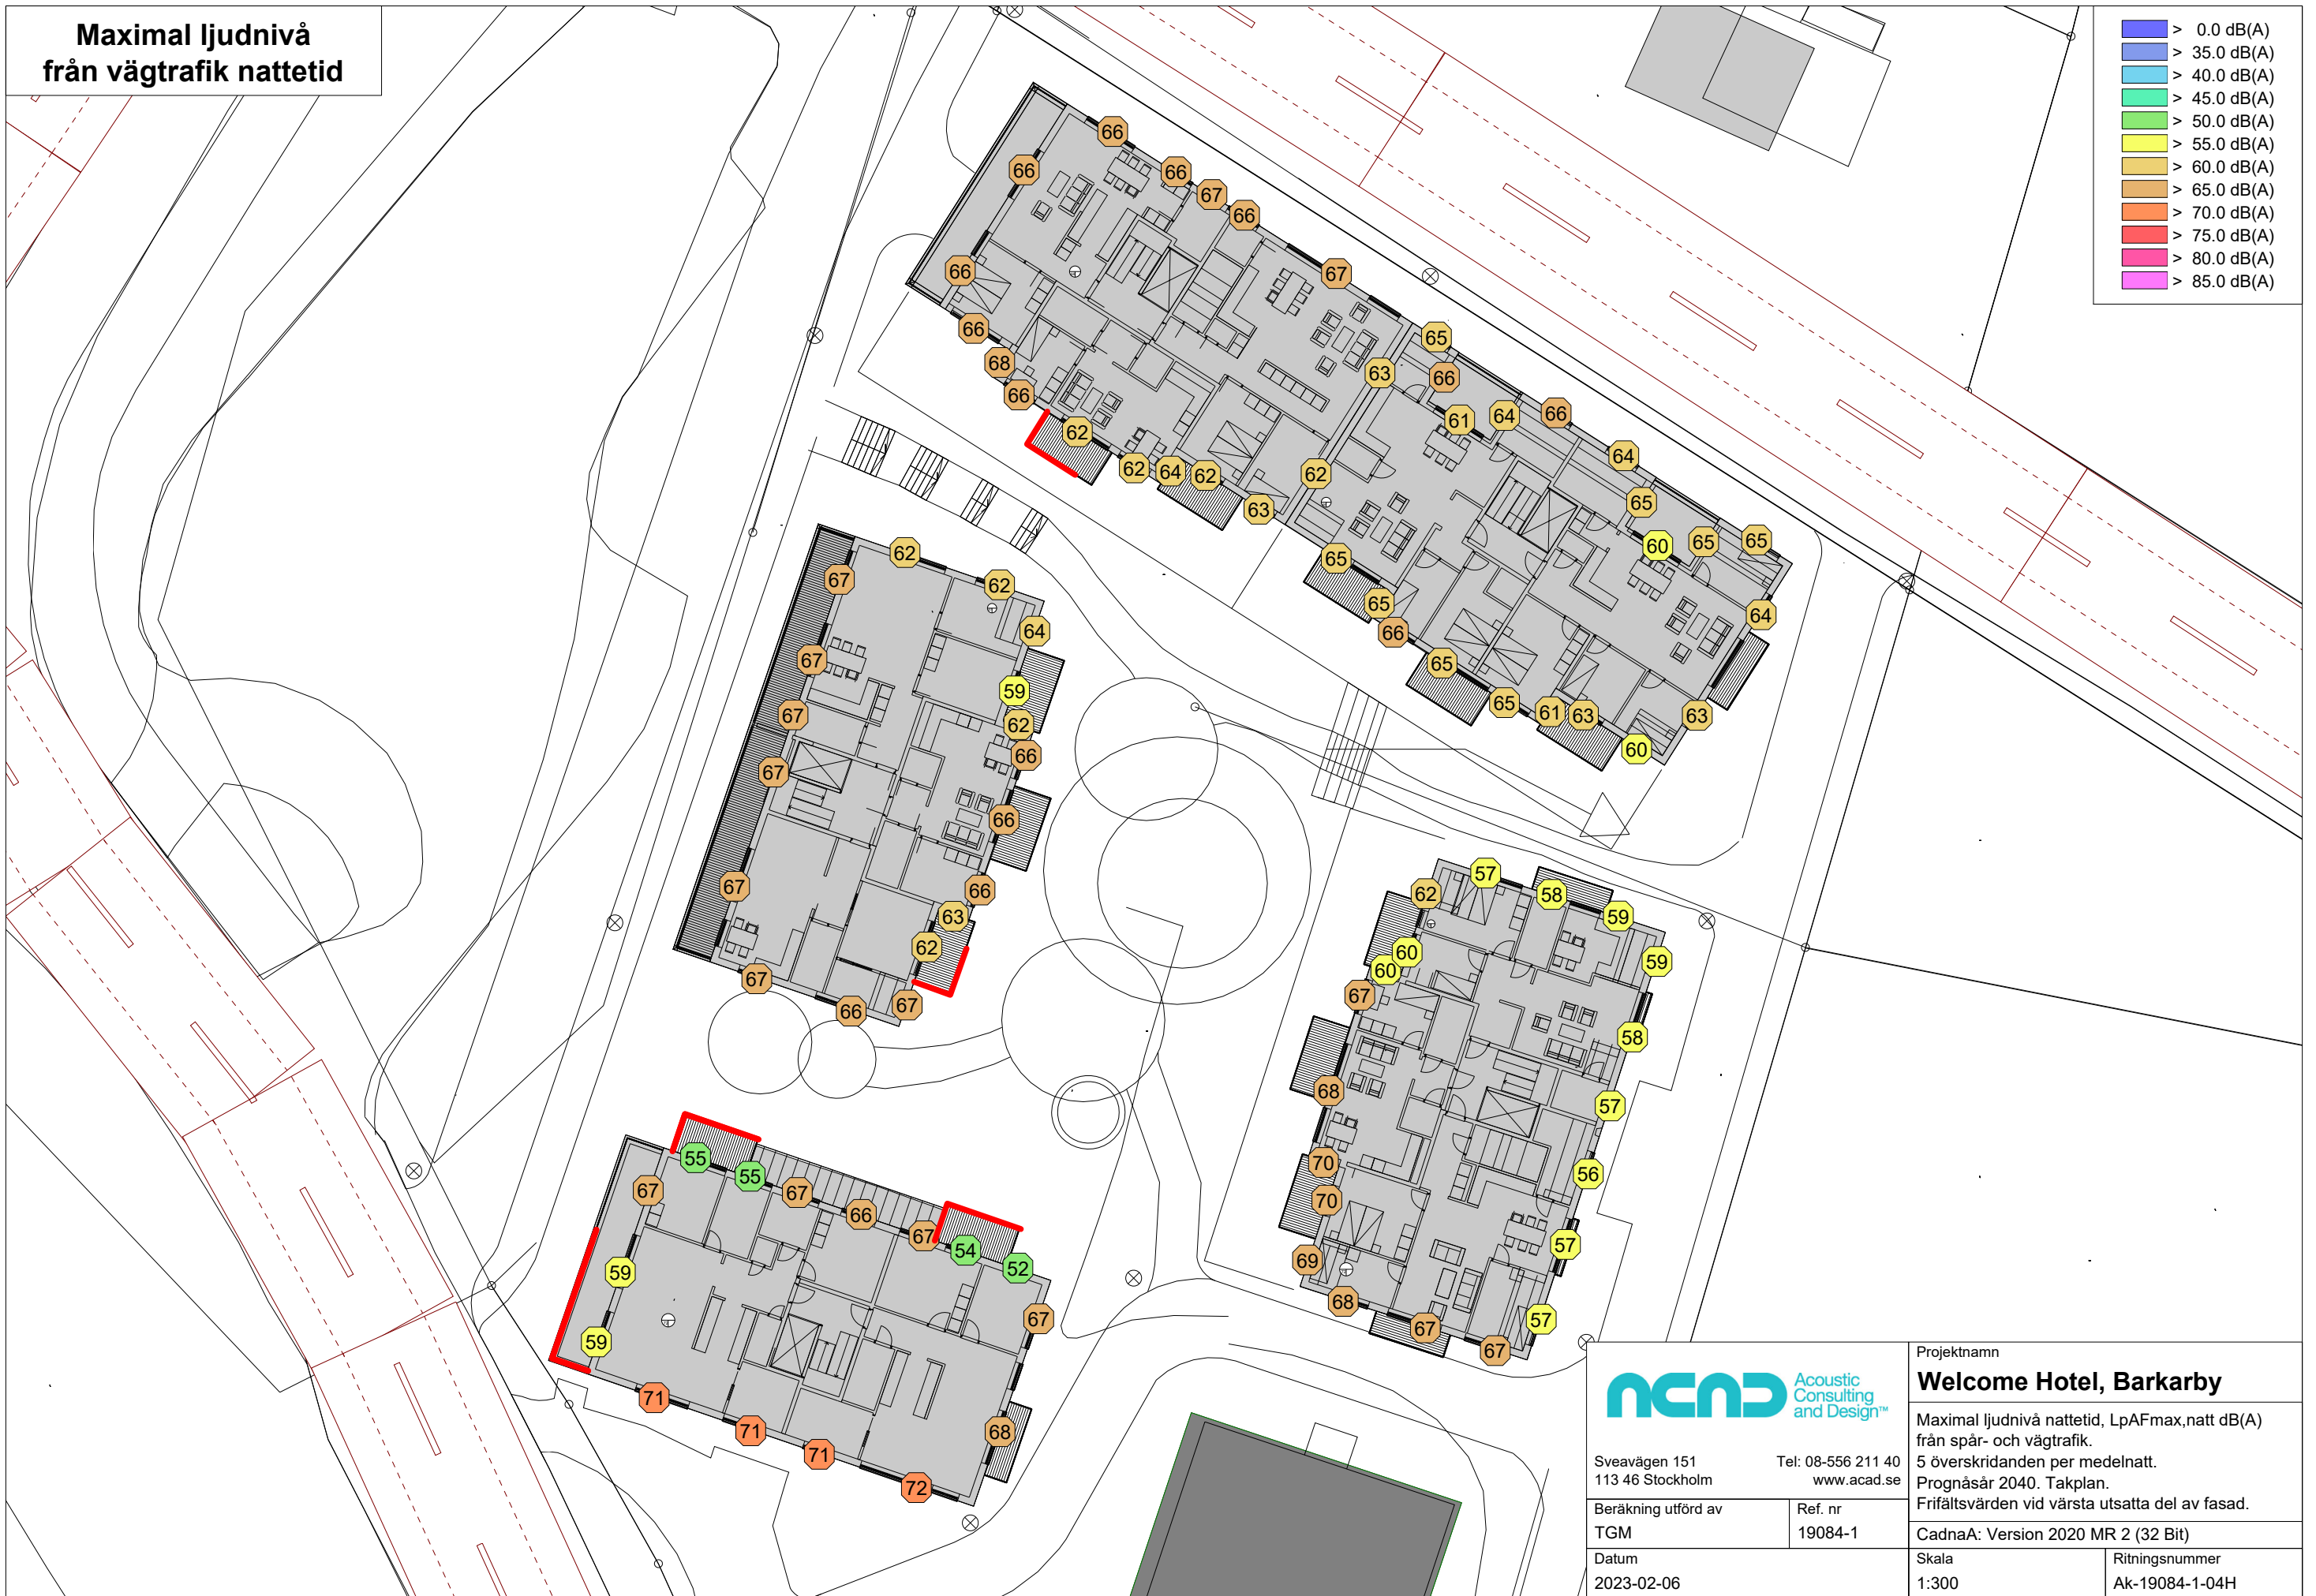 Maximal ljudnivå
från vägtrafik nattetid
> 0.0 dB(A)
> 35.0 dB(A)
> 40.0 dB(A)
> 45.0 dB(A)
> 50.0 dB(A)
> 55.0 dB(A)
> 60.0 dB(A)
> 65.0 dB(A)
> 70.0 dB(A)
> 75.0 dB(A)
> 80.0 dB(A)
> 85.0 dB(A)
66
66
66
67
66
66
67
66
68
66
62
62
64
62
63
65
63
66
61
64
66
64
62
65
60
65
65
65
64
65
66
65
65
61
63
63
60
62
62
67
64
67
59
67
62
66
67
66
67
66
63
62
67
66
67
57
62
58
59
59
60
60
67
58
68
57
70
56
70
57
69
68
67
57
67
55
55
67
67
66
67
54
52
59
67
59
71
71
68
71
72
acad
Acoustic
Consulting
and Design™
Sveavägen 151 Tel: 08-556 211 40
113 46 Stockholm www.acad.se
Beräkning utförd av Ref. nr
TGM 19084-1
Datum
2023-02-06
Projektnamn
Welcome Hotel, Barkarby
Maximal ljudnivå nattetid, LpAFmax,natt dB(A)
från spår- och vägtrafik.
5 överskridanden per medelnatt.
Prognåsår 2040. Takplan.
Frifältsvärden vid värsta utsatta del av fasad.
CadnaA: Version 2020 MR 2 (32 Bit)
Skala Ritningsnummer
1:300 Ak-19084-1-04H